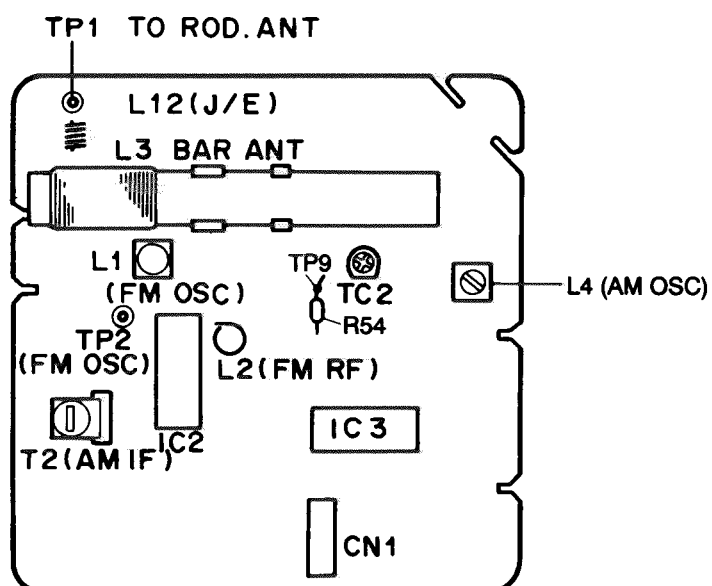 TP1 TO ROD. ANT
L12(J/E)
L3 BAR ANT
L1
(FM OSC)
TP9
TC2
L4 (AM OSC)
R54
TP2
(FM OSC)
L2(FM RF)
IC2
IC3
T2(AM IF)
CN1